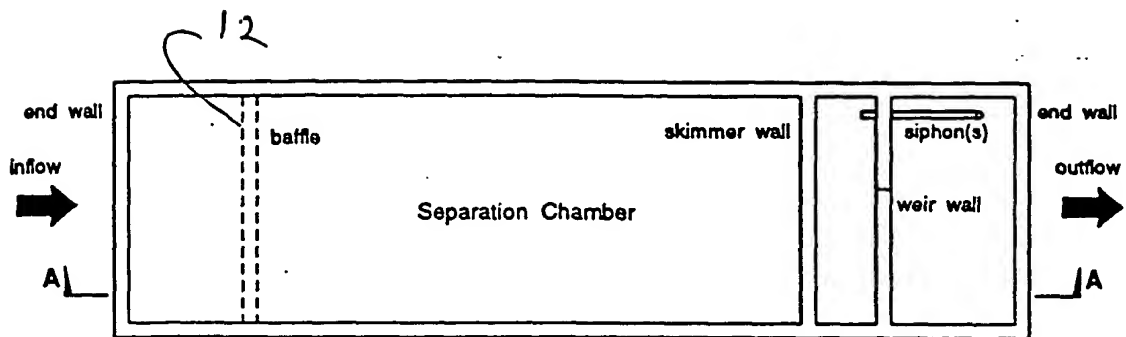 12
end wall
baffle
skimmer wall
siphon(s)
end wall
inflow
outflow
Separation Chamber
weir wall
A
A